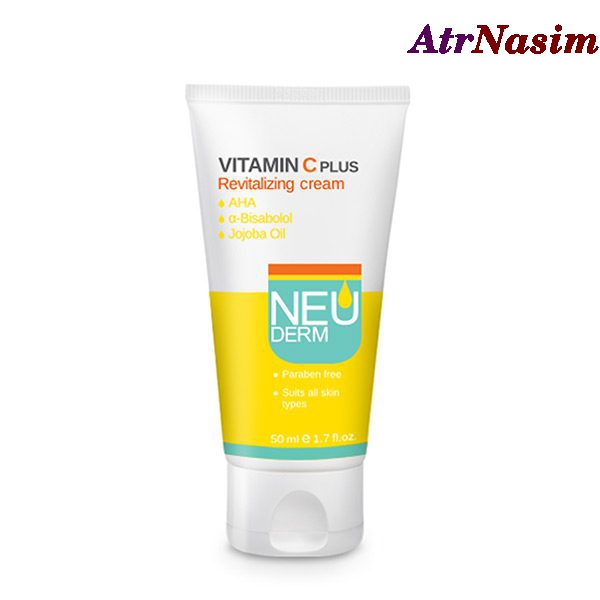 AtrNasim
VITAMIN C PLUS
Revitalizing cream
AHA
α-Bisabolol
Jojoba Oil
NEU
DERM
• Paraben free
• Suits all skin
types
50 ml e 1.7 fl.oz.